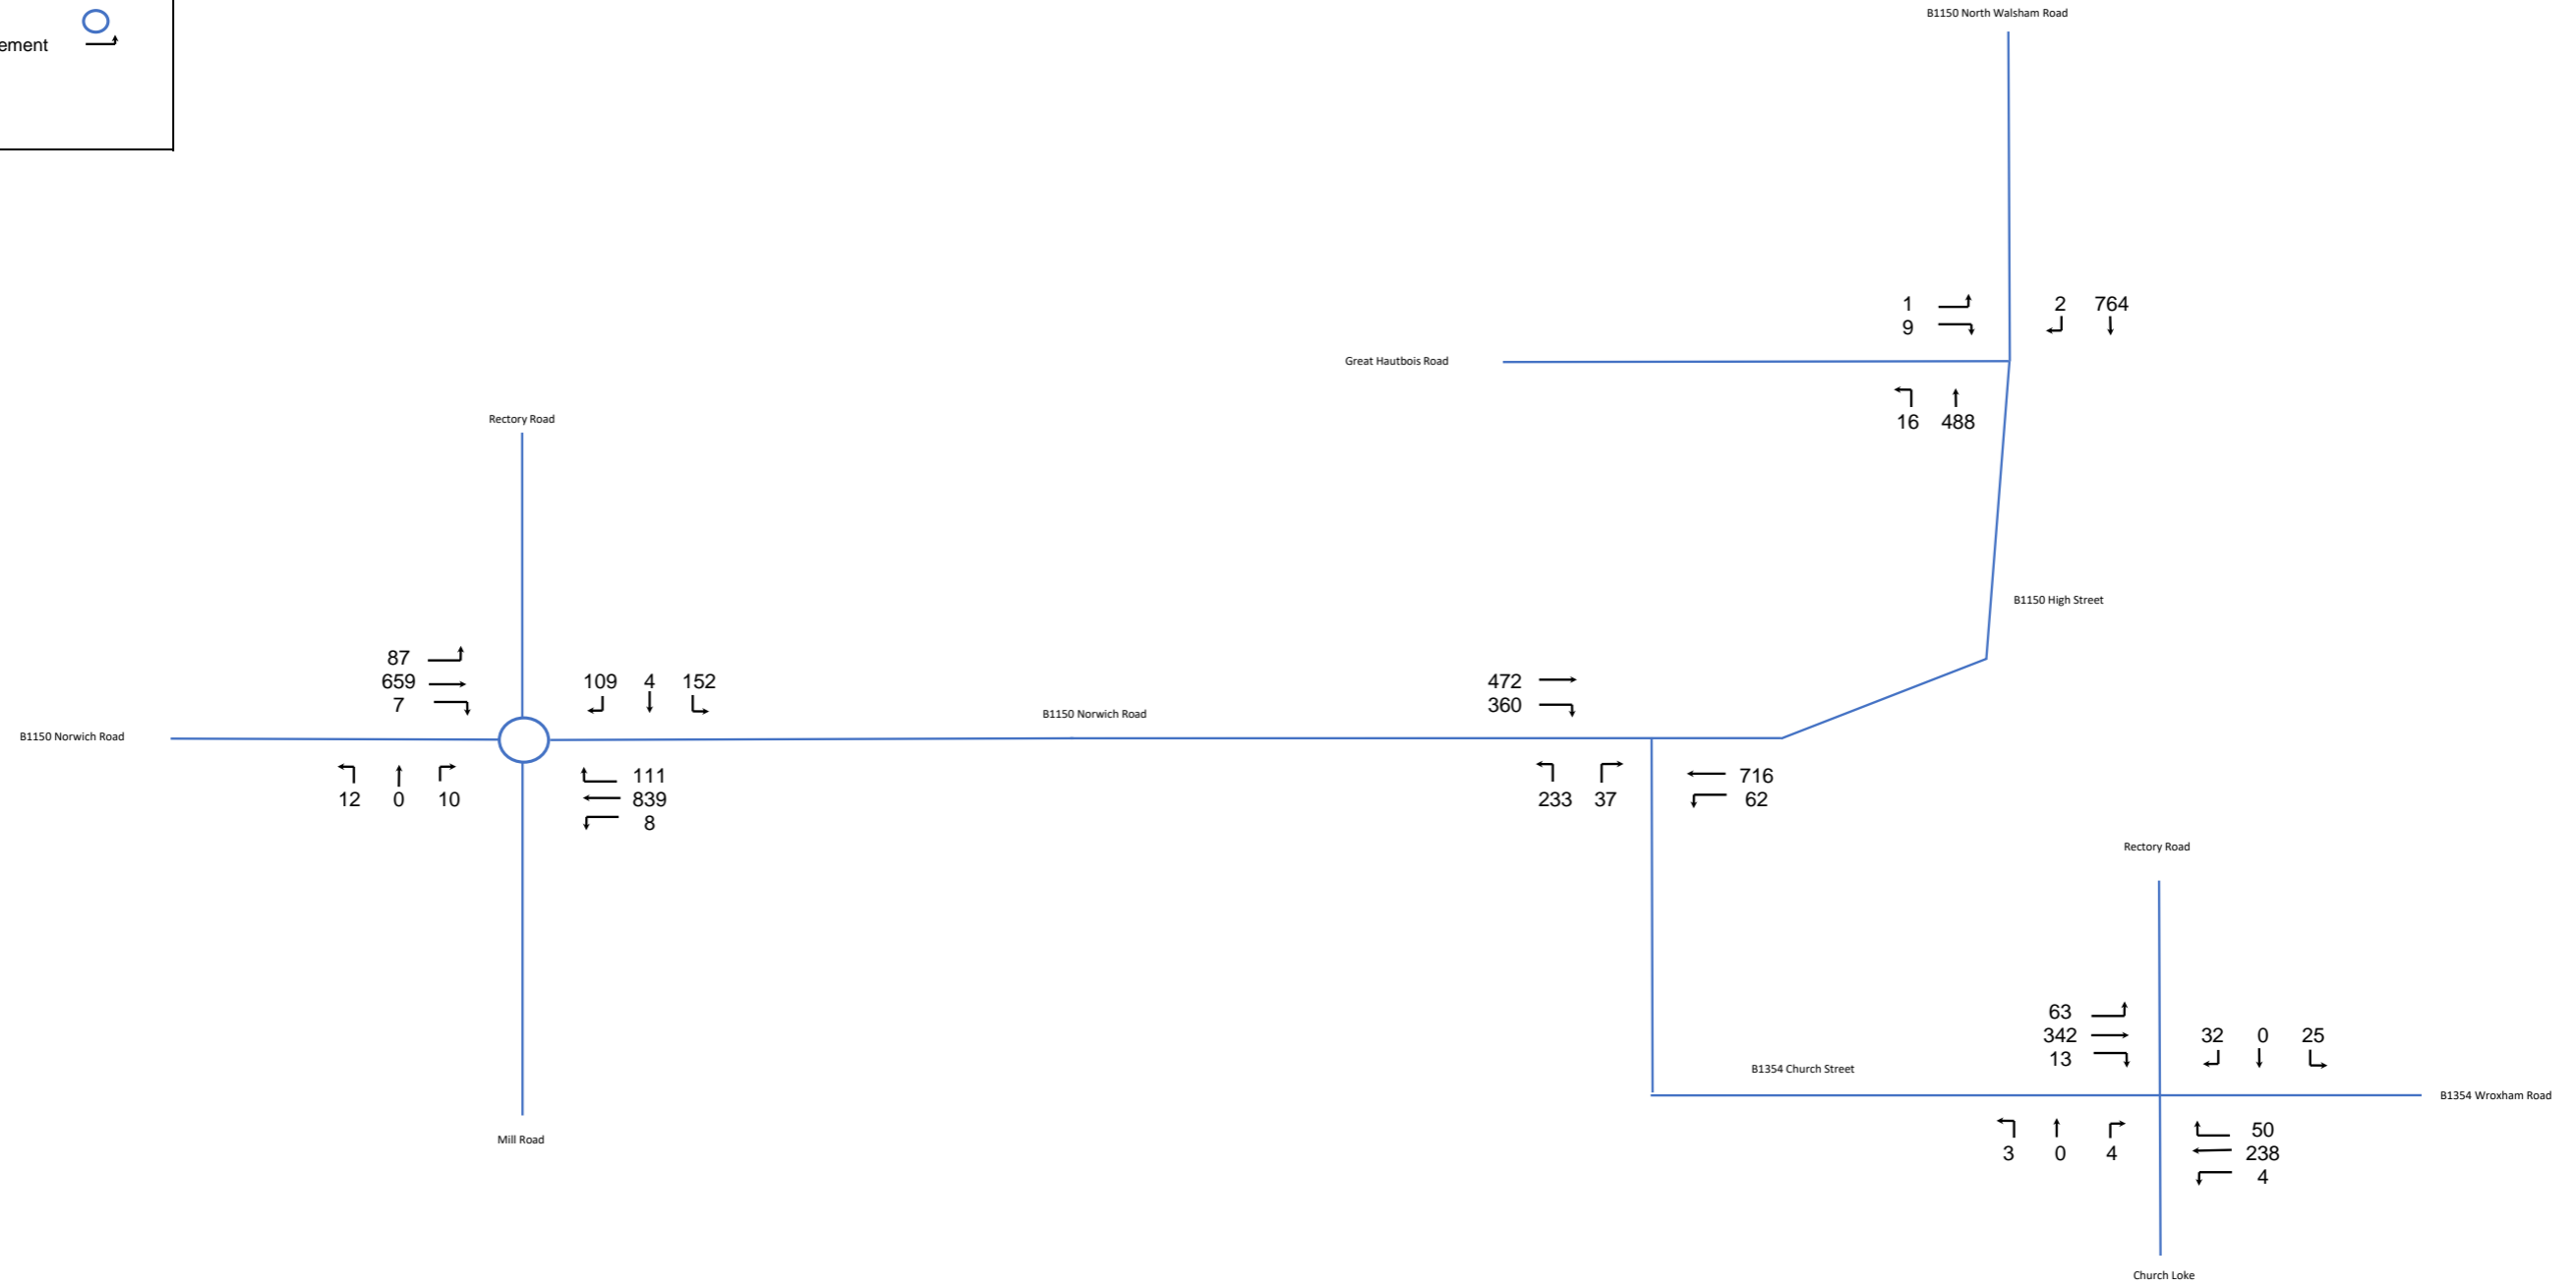 ement
B1150 North Walsham Road
1
9
2 764
Great Hautbois Road
16 488
Rectory Road
B1150 High Street
87
659
7
109 4 152
472
360
B1150 Norwich Road
B1150 Norwich Road
12 0 10
111
839
8
233 37
716
62
Rectory Road
63
342
13
32 0 25
B1354 Church Street
B1354 Wroxham Road
3 0 4
50
238
4
Mill Road
Church Loke